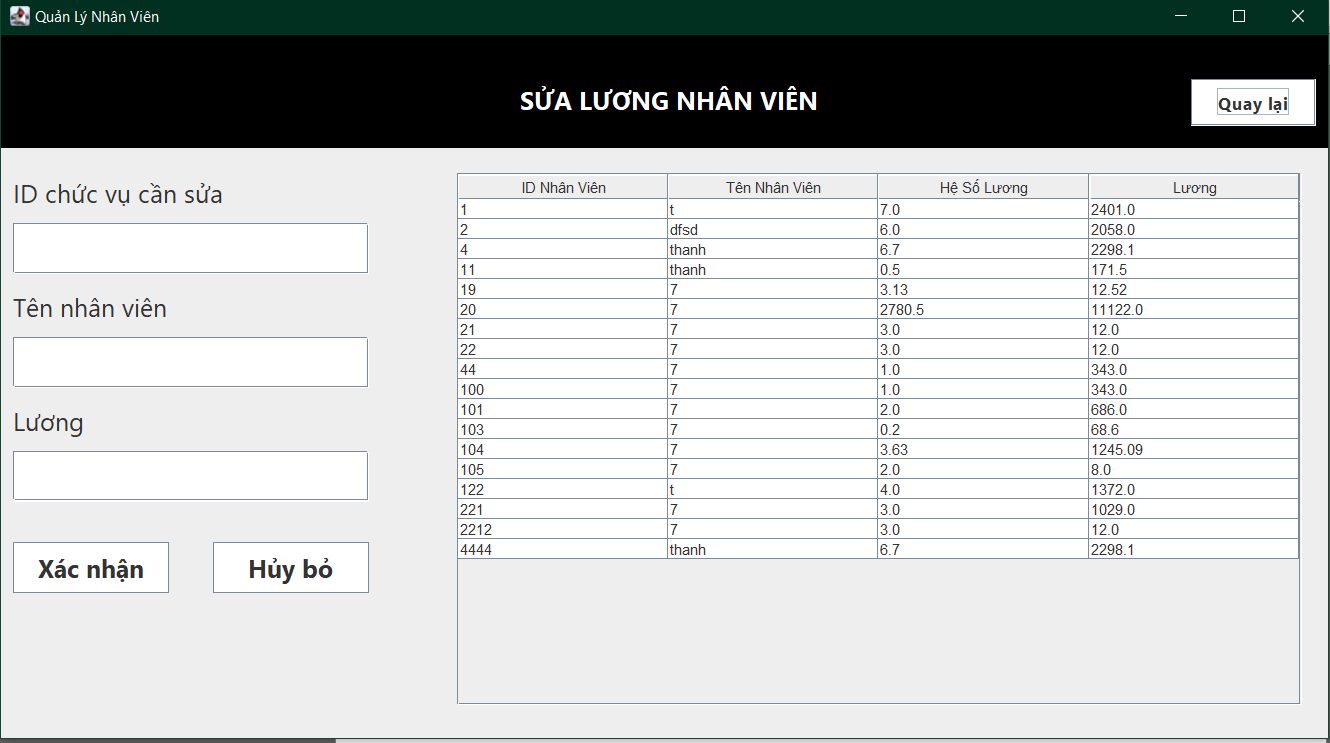 Quản Lý Nhân Viên
SỬA LƯƠNG NHÂN VIÊN
Quay lại
ID chức vụ cần sửa
Tên nhân viên
Lương
Xác nhận Hủy bỏ
ID Nhân Viên Tên Nhân Viên Hệ Số Lương Lương
1 t 7.0 2401.0
2 dfsd 6.0 2058.0
4 thanh 6.7 2298.1
11 thanh 0.5 171.5
19 7 3.13 12.52
20 7 2780.5 11122.0
21 7 3.0 12.0
22 7 3.0 12.0
44 7 1.0 343.0
100 7 1.0 343.0
101 7 2.0 686.0
103 7 0.2 68.6
104 7 3.63 1245.09
105 7 2.0 8.0
122 t 4.0 1372.0
221 7 3.0 1029.0
2212 7 3.0 12.0
4444 thanh 6.7 2298.1